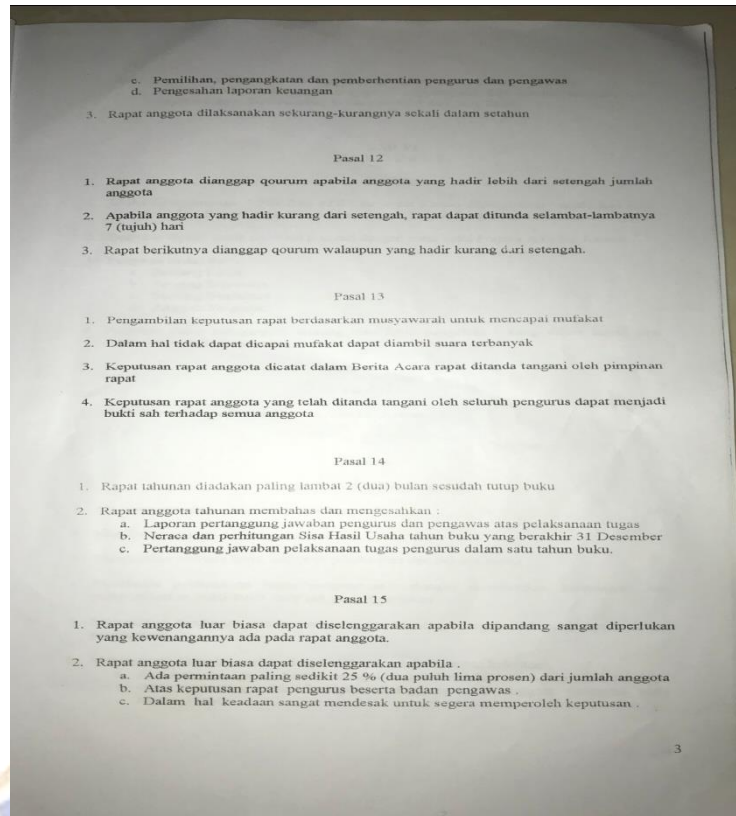 c. Pemilihan, pengangkatan dan pemberhentian pengurus dan pengawas
d. Pengesahan laporan keuangan
3. Rapat anggota dilaksanakan sekurang-kurangnya sekali dalam setahun
Pasal 12
1. Rapat anggota dianggap qourum apabila anggota yang hadir lebih dari setengah jumlah
anggota
2. Apabila anggota yang hadir kurang dari setengah, rapat dapat ditunda selambat-lambatnya
7 (tujuh) hari
3. Rapat berikutnya dianggap qourum walaupun yang hadir kurang dari setengah.
Pasal 13
1. Pengambilan keputusan rapat berdasarkan musyawarah untuk mencapai mufakat
2. Dalam hal tidak dapat dicapai mufakat dapat diambil suara terbanyak
3. Keputusan rapat anggota dicatat dalam Berita Acara rapat ditanda tangani oleh pimpinan
rapat
4. Keputusan rapat anggota yang telah ditanda tangani oleh seluruh pengurus dapat menjadi
bukti sah terhadap semua anggota
Pasal 14
1. Rapat tahunan diadakan paling lambat 2 (dua) bulan sesudah tutup buku
2. Rapat anggota tahunan membahas dan mengesahkan :
a. Laporan pertanggung jawaban pengurus dan pengawas atas pelaksanaan tugas
b. Neraca dan perhitungan Sisa Hasil Usaha tahun buku yang berakhir 31 Desember
c. Pertanggung jawaban pelaksanaan tugas pengurus dalam satu tahun buku.
Pasal 15
1. Rapat anggota luar biasa dapat diselenggarakan apabila dipandang sangat diperlukan
yang kewenangannya ada pada rapat anggota.
2. Rapat anggota luar biasa dapat diselenggarakan apabila .
a. Ada permintaan paling sedikit 25 % (dua puluh lima prosen) dari jumlah anggota
b. Atas keputusan rapat pengurus beserta badan pengawas .
c. Dalam hal keadaan sangat mendesak untuk segera memperoleh keputusan .
3